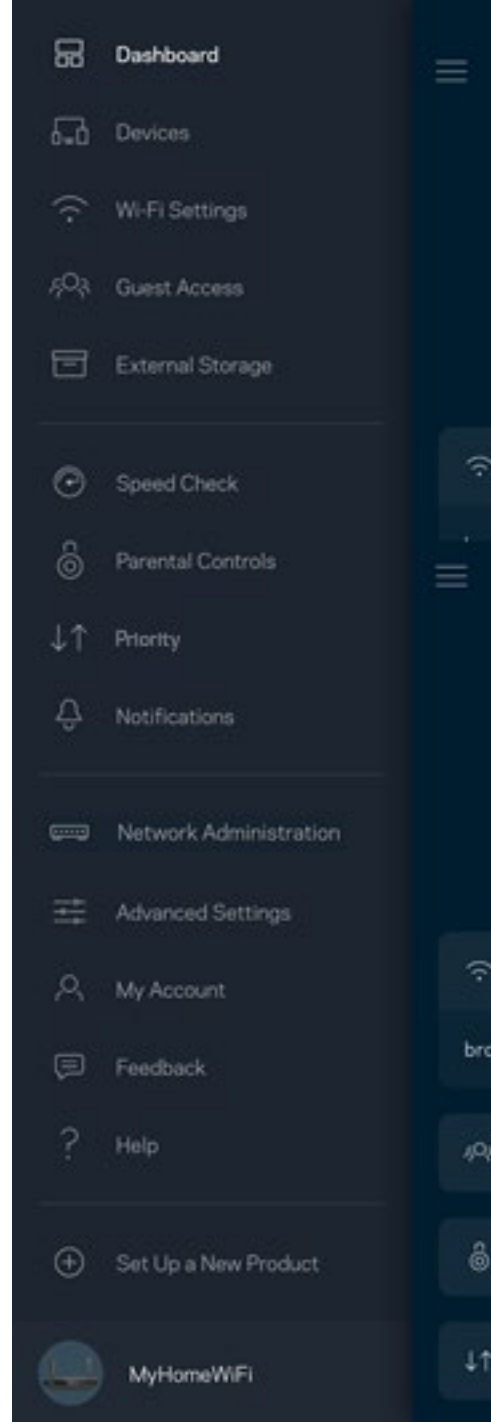 Dashboard
Devices
Wi-Fi Settings
Guest Access
External Storage
Speed Check
Parental Controls
Priority
Notifications
Network Administration
Advanced Settings
My Account
Feedback
? Help
Set Up a New Product
MyHomeWiFi
bro